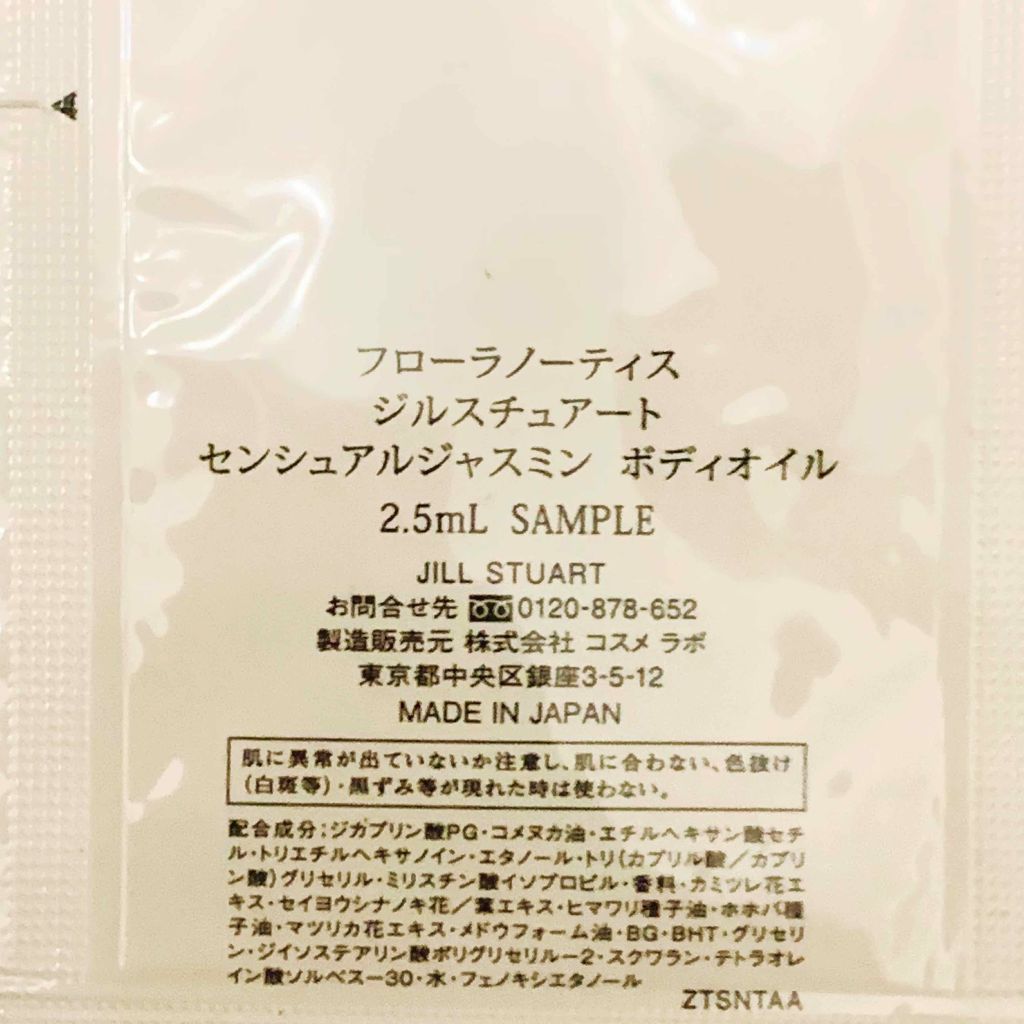 フローラノーティス
ジルスチュアート
センシュアルジャスミン ボディオイル
2.5mL SAMPLE
JILL STUART
お問合せ先 0120-878-652
製造販売元 株式会社 コスメ ラボ
東京都中央区銀座3-5-12
MADE IN JAPAN
肌に異常が出ていないか注意し、肌に合わない、色抜け
(白斑等)・黒ずみ等が現れた時は使わない。
配合成分:ジカプリン酸PG・コメヌカ油・エチルヘキサン酸セチ
ル・トリエチルヘキサノイン・エタノール・トリ(カプリル酸/カプリ
ン酸)グリセリル・ミリスチン酸イソプロピル・香料・カミツレ花エ
キス・セイヨウシナノキ花/葉エキス・ヒマワリ種子油・ホホバ種
子油・マツリカ花エキス・メドウフォーム油・BG・BHT・グリセリ
ン・ジイソステアリン酸ポリグリセリル-2・スクワラン・テトラオレ
イン酸ソルベス-30・水・フェノキシエタノール
ZTSNTAA